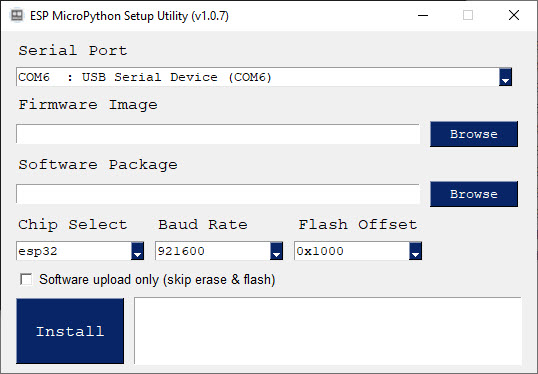 ESP MicroPython Setup Utility (v1.0.7)
Serial Port
COM6  : USB Serial Device (COM6)
Firmware Image
Browse
Software Package
Browse
Chip Select Baud Rate Flash Offset
esp32 921600 0x1000
Software upload only (skip erase & flash)
Install